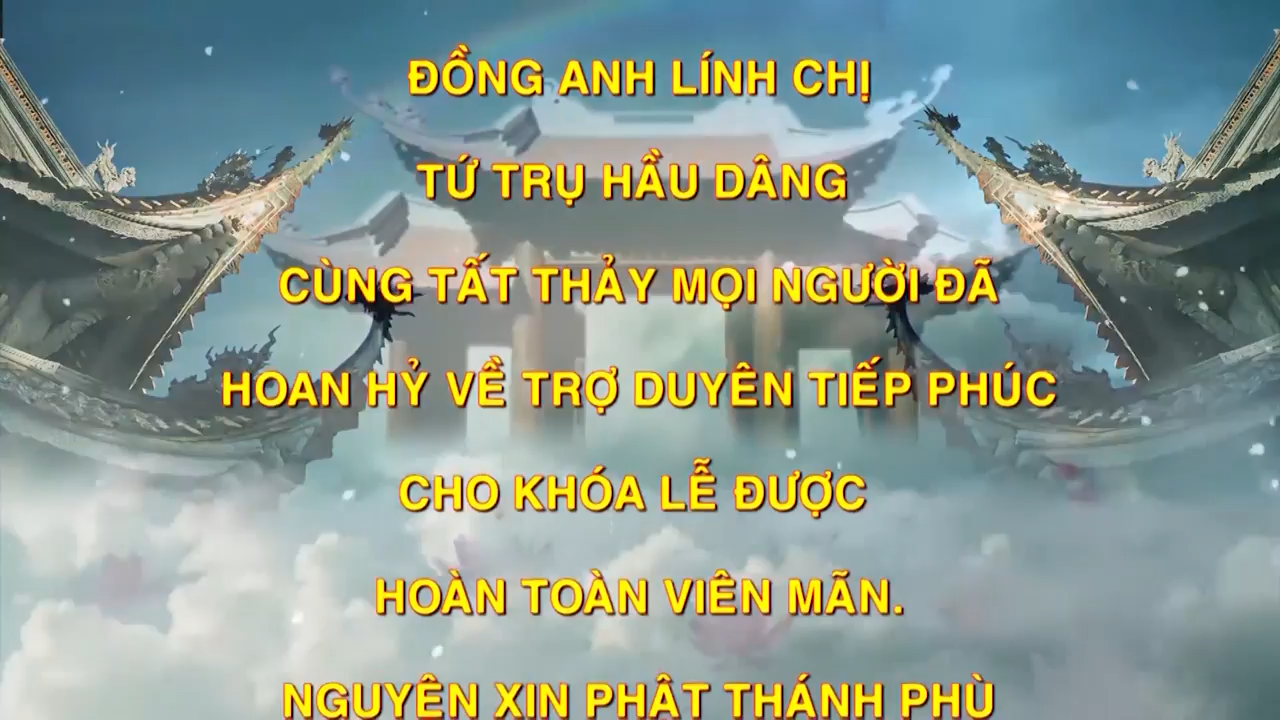 ĐỒNG ANH LÍNH CHỊ
TỨ TRỤ HẦU DÂNG
CÙNG TẤT THẢY MỌI NGƯỜI ĐÃ
HOAN HỶ VỀ TRỢ DUYÊN TIẾP PHÚC
CHO KHÓA LỄ ĐƯỢC
HOÀN TOÀN VIÊN MÃN.
NGUYỆN XIN PHẬT THÁNH PHÙ